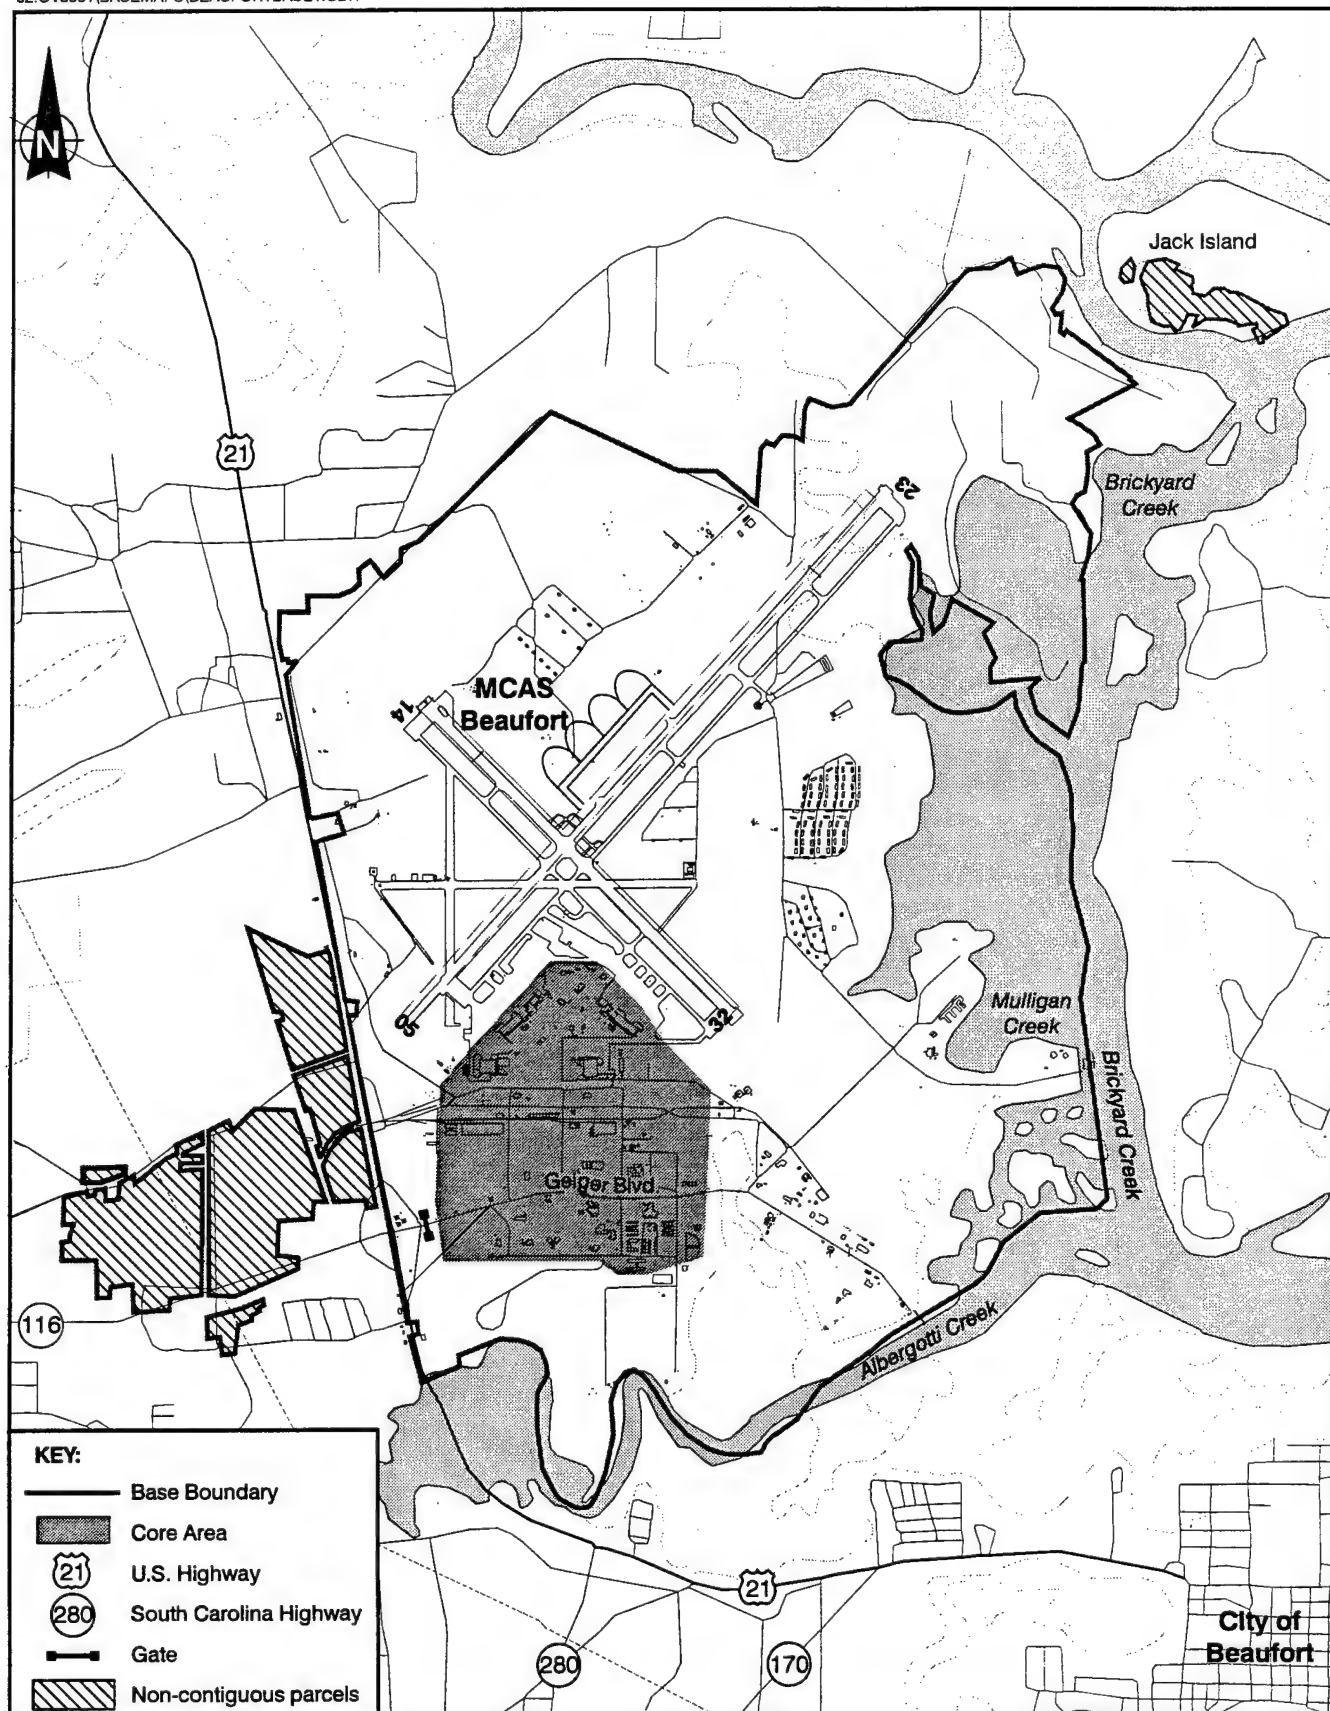 N
Jack Island
21
Brickyard
Creek
23
MCAS
Beaufort
14
Mulligan
Creek
05
32
Brickyard Creek
Geiger Blvd.
116
Albergotti Creek
KEY:
Base Boundary
Core Area
21 U.S. Highway
280 South Carolina Highway
Gate
Non-contiguous parcels
21
280
170
City of
Beaufort